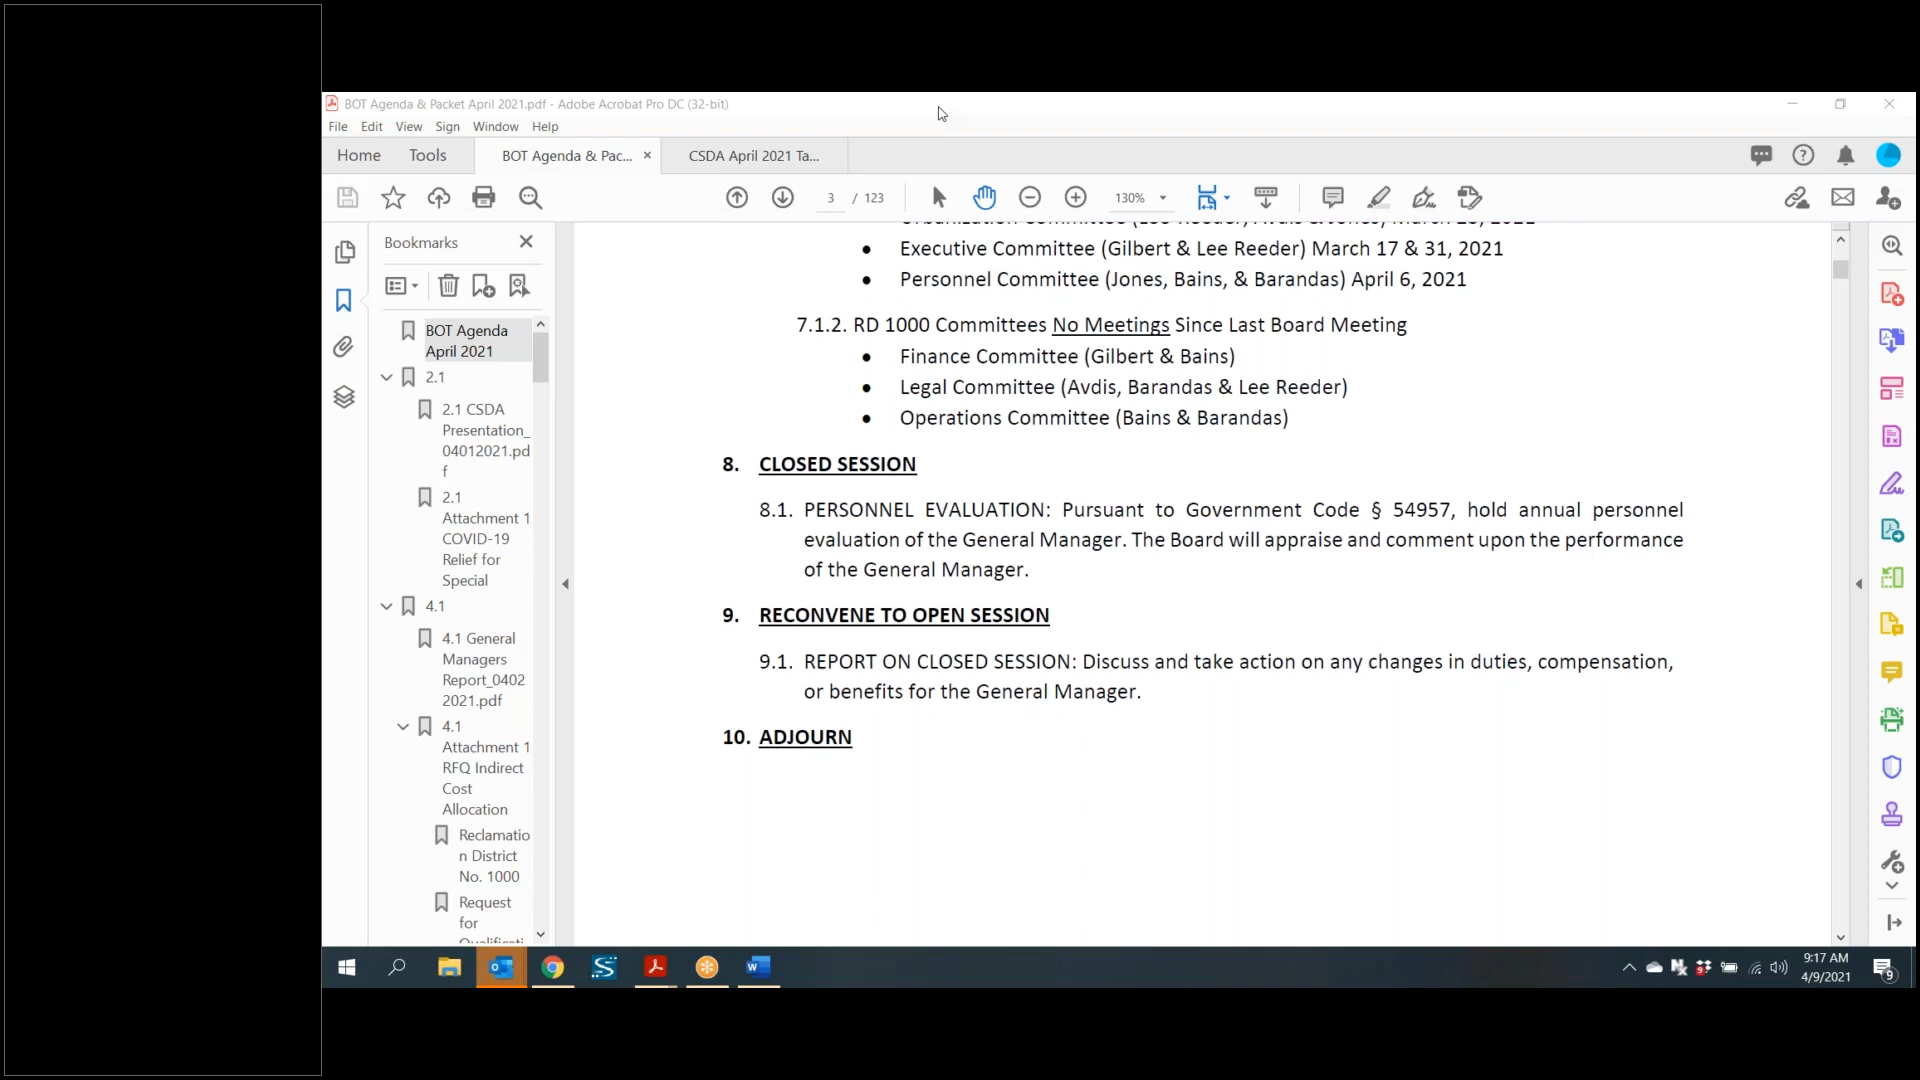 BOT Agenda & Packet April 2021.pdf - Adobe Acrobat Pro DC (32-bit)
File Edit View Sign Window Help
Home Tools BOT Agenda & Pac... × CSDA April 2021 Ta...
3 / 123 130%
Bookmarks
BOT Agenda
April 2021
2.1
2.1 CSDA
Presentation_
04012021.pd
f
2.1
Attachment 1
COVID-19
Relief for
Special
4.1
4.1 General
Managers
Report_0402
2021.pdf
4.1
Attachment 1
RFQ Indirect
Cost
Allocation
Reclamatio
n District
No. 1000
Request
for
• Executive Committee (Gilbert & Lee Reeder) March 17 & 31, 2021
• Personnel Committee (Jones, Bains, & Barandas) April 6, 2021
7.1.2. RD 1000 Committees No Meetings Since Last Board Meeting
• Finance Committee (Gilbert & Bains)
• Legal Committee (Avdis, Barandas & Lee Reeder)
• Operations Committee (Bains & Barandas)
8. CLOSED SESSION
8.1. PERSONNEL EVALUATION: Pursuant to Government Code § 54957, hold annual personnel
evaluation of the General Manager. The Board will appraise and comment upon the performance
of the General Manager.
9. RECONVENE TO OPEN SESSION
9.1. REPORT ON CLOSED SESSION: Discuss and take action on any changes in duties, compensation,
or benefits for the General Manager.
10. ADJOURN
9:17 AM
4/9/2021
9